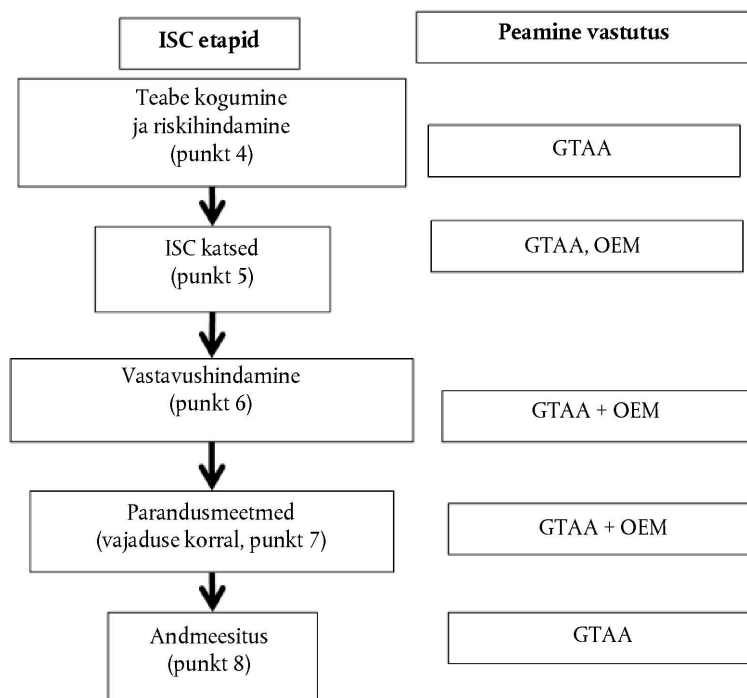 ISC etapid
Peamine vastutus
Teabe kogumine
ja riskihindamine
(punkt 4)
GTAA
ISC katsed
(punkt 5)
GTAA, OEM
Vastavushindamine
(punkt 6)
GTAA + OEM
Parandusmeetmed
(vajaduse korral, punkt 7)
GTAA + OEM
Andmeesitus
(punkt 8)
GTAA